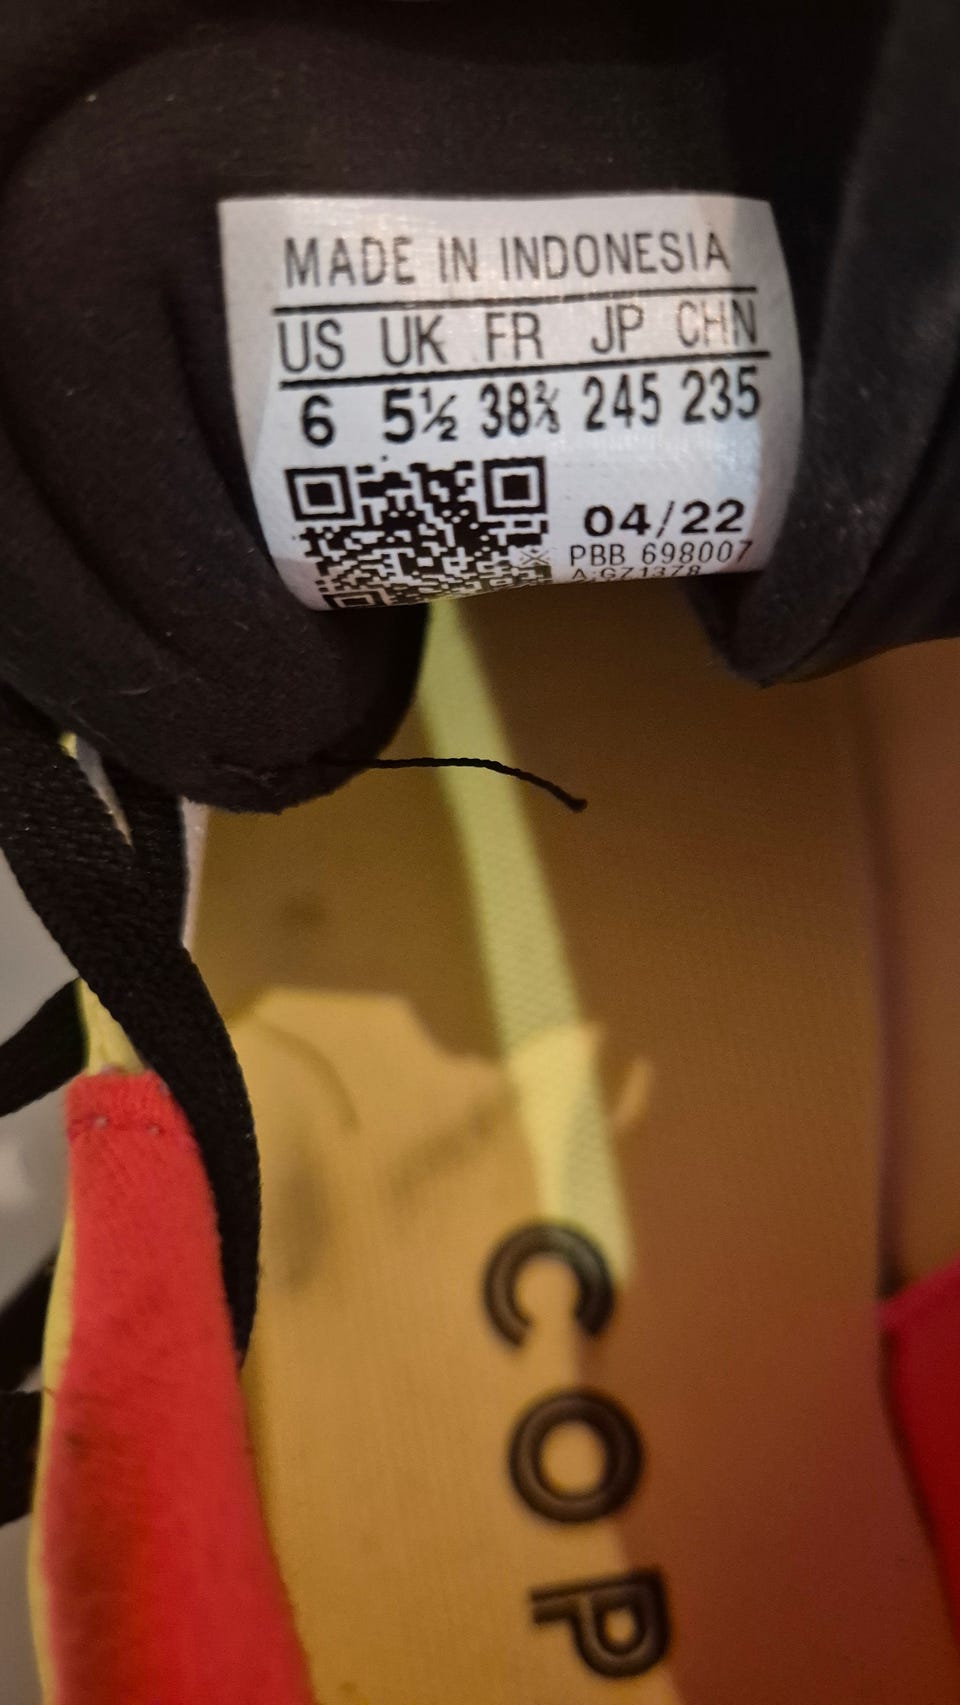 MADE IN INDONESIA
US UK FR JP CHN
6 5½ 38⅔ 245 235
04/22
PBB 698007
A:GZ1378
COP